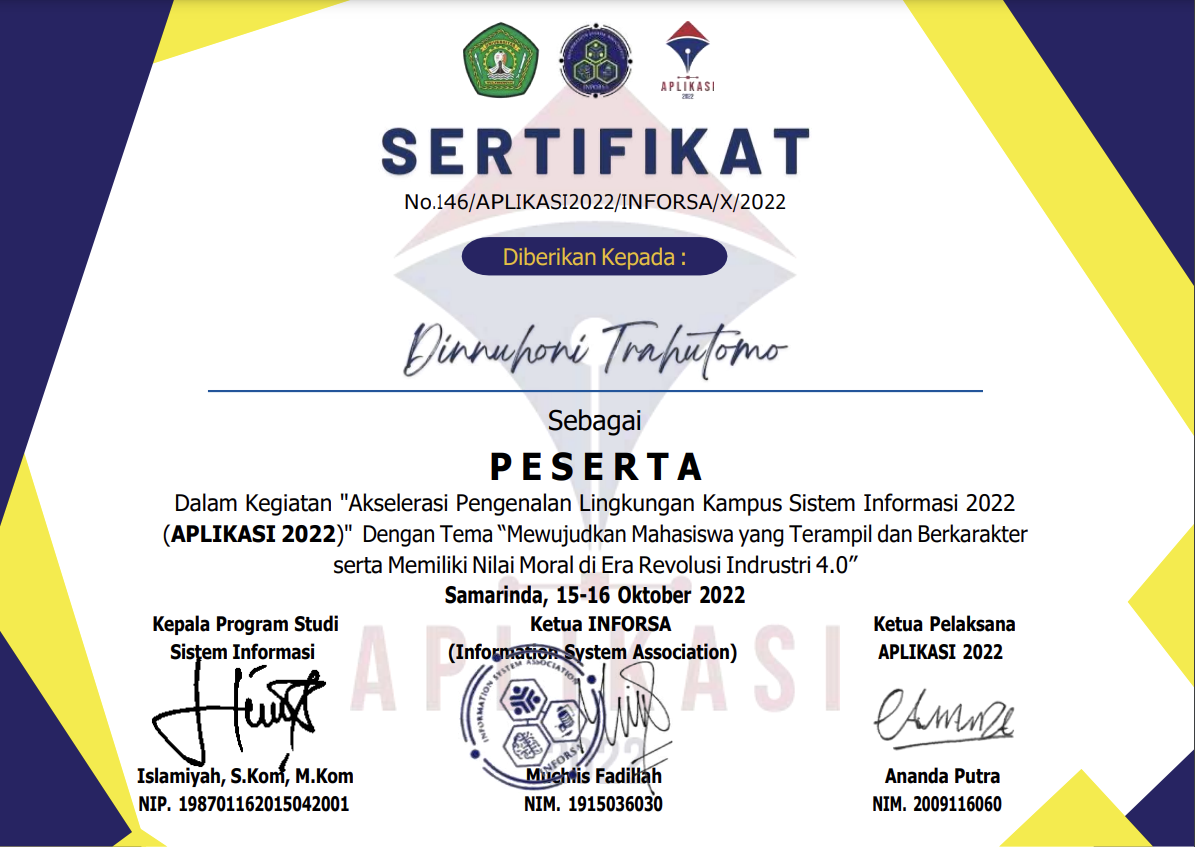 APLIKASI
2022
SERTIFIKAT
No.146/APLIKASI2022/INFORSA/X/2022
Diberikan Kepada :
Dinnuhoni Trahutomo
Sebagai
PESERTA
Dalam Kegiatan "Akselerasi Pengenalan Lingkungan Kampus Sistem Informasi 2022
(APLIKASI 2022)" Dengan Tema “Mewujudkan Mahasiswa yang Terampil dan Berkarakter
serta Memiliki Nilai Moral di Era Revolusi Indrustri 4.0”
Samarinda, 15-16 Oktober 2022
Kepala Program Studi
Sistem Informasi
Ketua INFORSA
(Information System Association)
Ketua Pelaksana
APLIKASI 2022
APLIKASI
2022
INFORMATION SYSTEM ASSOCIATION
INFORSA
Islamiyah, S.Kom, M.Kom
NIP. 198701162015042001
Muchlis Fadillah
NIM. 1915036030
Ananda Putra
NIM. 2009116060